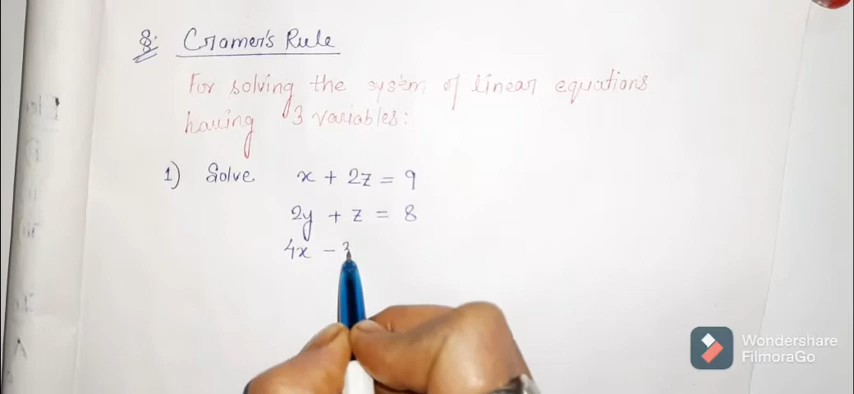 §: Cramer's Rule
For solving the system of linear equations
having 3 variables:
1) Solve x + 2z = 9
2y + z = 8
4x - 3
Wondershare
FilmoraGo